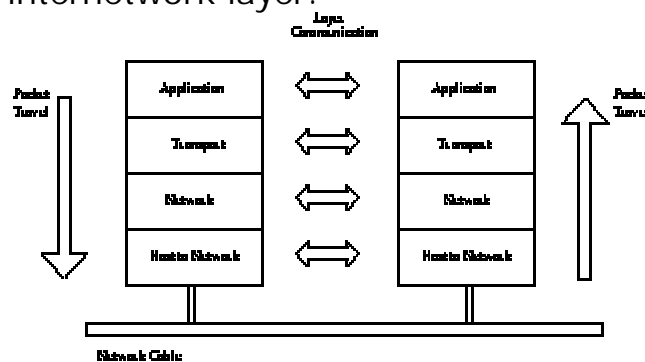 internetwork layer.
Layer
Communication
Packet
Travel
Application
Application
Packet
Travel
Transport
Transport
Network
Network
Host to Network
Host to Network
Network Cable